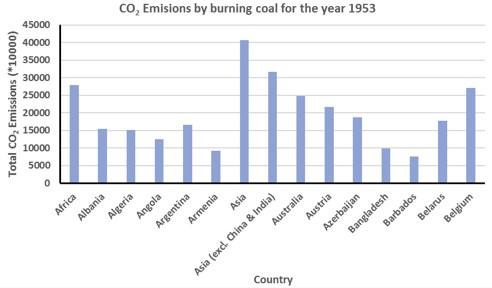 CO₂ Emisions by burning coal for the year 1953
Total CO₂ Emissions (*10000)
45000
40000
35000
30000
25000
20000
15000
10000
5000
0
Africa
Albania
Algeria
Angola
Argentina
Armenia
Asia
Asia (excl. China & India)
Australia
Austria
Azerbaijan
Bangladesh
Barbados
Belarus
Belgium
Country